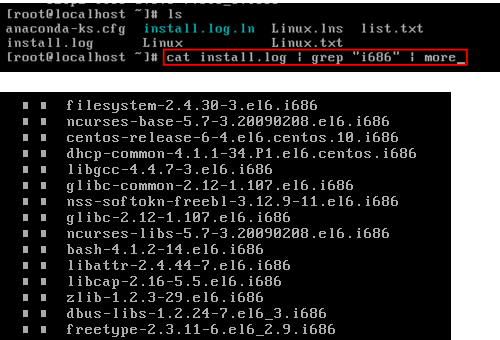 [root@localhost ~]# ls
anaconda-ks.cfg install.log.ln Linux.lns list.txt
install.log Linux Linux.txt
[root@localhost ~]# cat install.log | grep "i686" | more_
filesystem-2.4.30-3.el6.i686
ncurses-base-5.7-3.20090208.el6.i686
centos-release-6-4.el6.centos.10.i686
dhcp-common-4.1.1-34.P1.el6.centos.i686
libgcc-4.4.7-3.el6.i686
glibc-common-2.12-1.107.el6.i686
nss-softokn-freebl-3.12.9-11.el6.i686
glibc-2.12-1.107.el6.i686
ncurses-libs-5.7-3.20090208.el6.i686
bash-4.1.2-14.el6.i686
libattr-2.4.44-7.el6.i686
libcap-2.16-5.5.el6.i686
zlib-1.2.3-29.el6.i686
dbus-libs-1.2.24-7.el6_3.i686
freetype-2.3.11-6.el6_2.9.i686